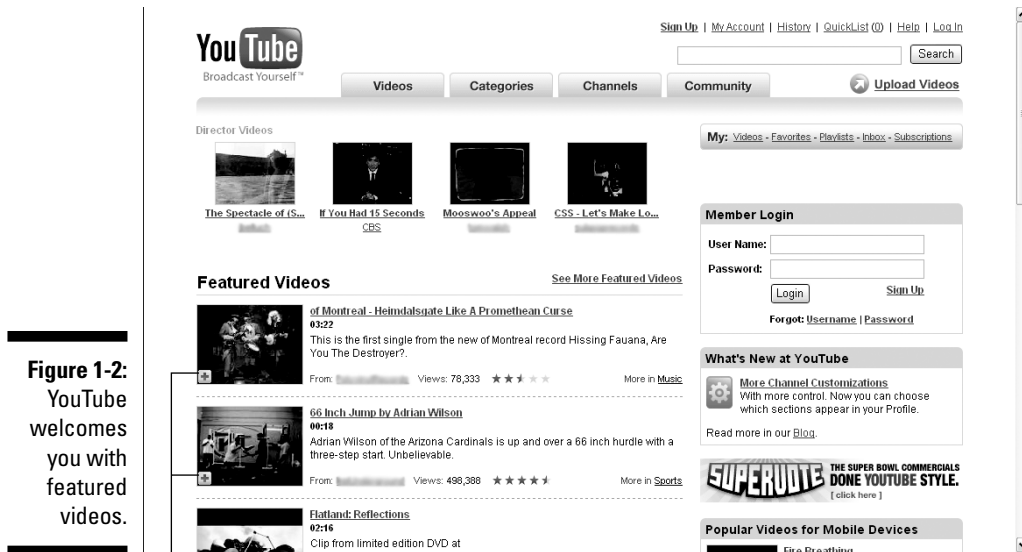 Sign Up | My Account | History | QuickList (0) | Help | Log In
YouTube
Broadcast Yourself™
Search
Videos
Categories
Channels
Community
Upload Videos
Director Videos
My: Videos - Favorites - Playlists - Inbox - Subscriptions
The Spectacle of (S...
If You Had 15 Seconds
Mooswoo's Appeal
CSS - Let's Make Lo...
CBS
Member Login
User Name:
Password:
Login
Sign Up
Forgot: Username | Password
Featured Videos
See More Featured Videos
of Montreal - Heimdalsgate Like A Promethean Curse
03:22
This is the first single from the new of Montreal record Hissing Fauna, Are
You The Destroyer?.
From:
Views: 78,333
More in Music
66 Inch Jump by Adrian Wilson
00:18
Adrian Wilson of the Arizona Cardinals is up and over a 66 inch hurdle with a
three-step start. Unbelievable.
From:
Views: 498,388
More in Sports
Flatland: Reflections
02:16
Clip from limited edition DVD at
What's New at YouTube
More Channel Customizations
With more control. Now you can choose
which sections appear in your Profile.
Read more in our Blog.
SUPERVOTE
THE SUPER BOWL COMMERCIALS
DONE YOUTUBE STYLE.
[ click here ]
Popular Videos for Mobile Devices
Fire Breathing
Figure 1-2:
YouTube
welcomes
you with
featured
videos.